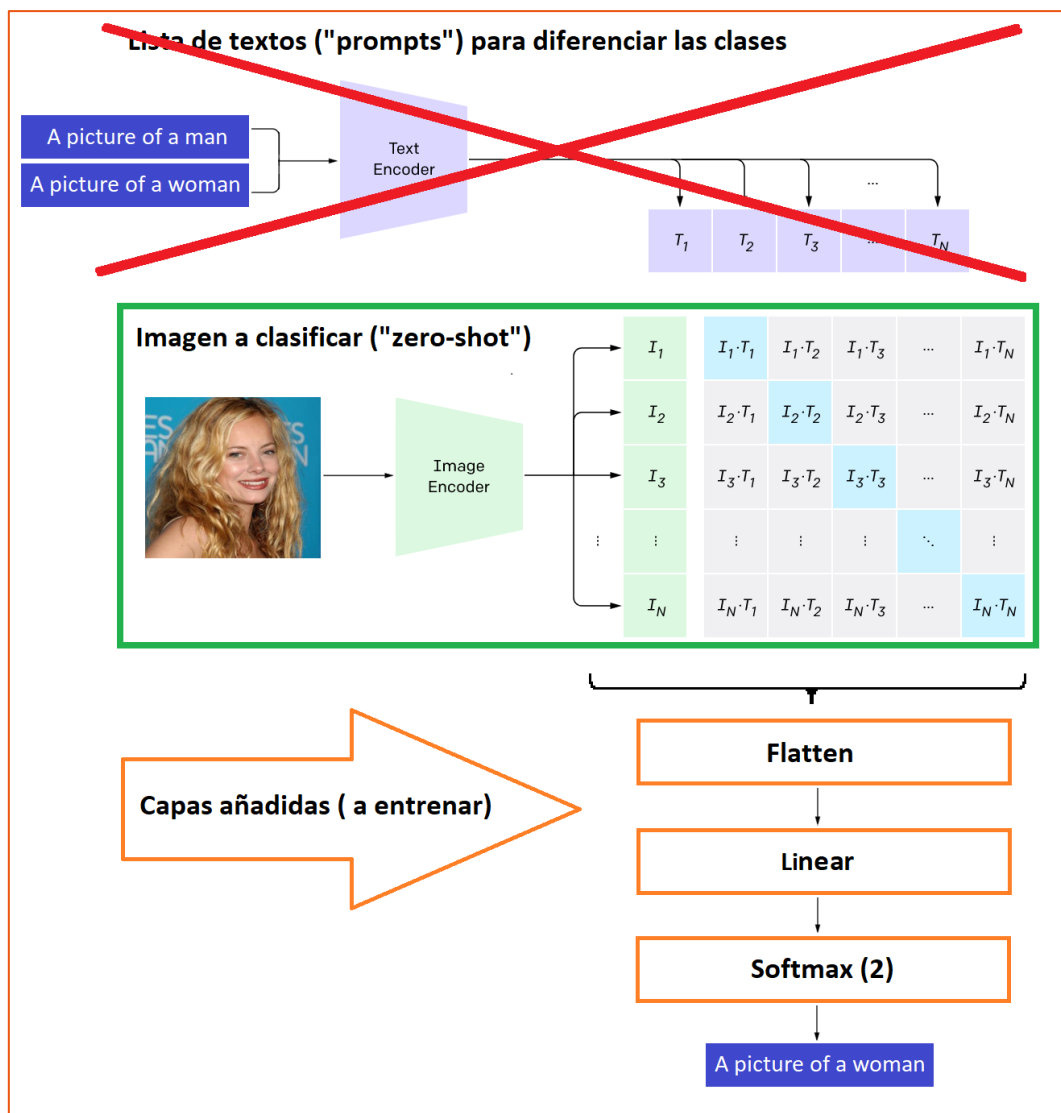 Lista de textos ("prompts") para diferenciar las clases
A picture of a man
A picture of a woman
Text
Encoder
...
T1 T2 T3 ... TN
Imagen a clasificar ("zero-shot")
Image
Encoder
I1 I1·T1 I1·T2 I1·T3 ... I1·TN
I2 I2·T1 I2·T2 I2·T3 ... I2·TN
I3 I3·T1 I3·T2 I3·T3 ... I3·TN
⋮ ⋮ ⋮ ⋮ ⋮ ⋱ ⋮
IN IN·T1 IN·T2 IN·T3 ... IN·TN
Flatten
Capas añadidas ( a entrenar)
Linear
Softmax (2)
A picture of a woman